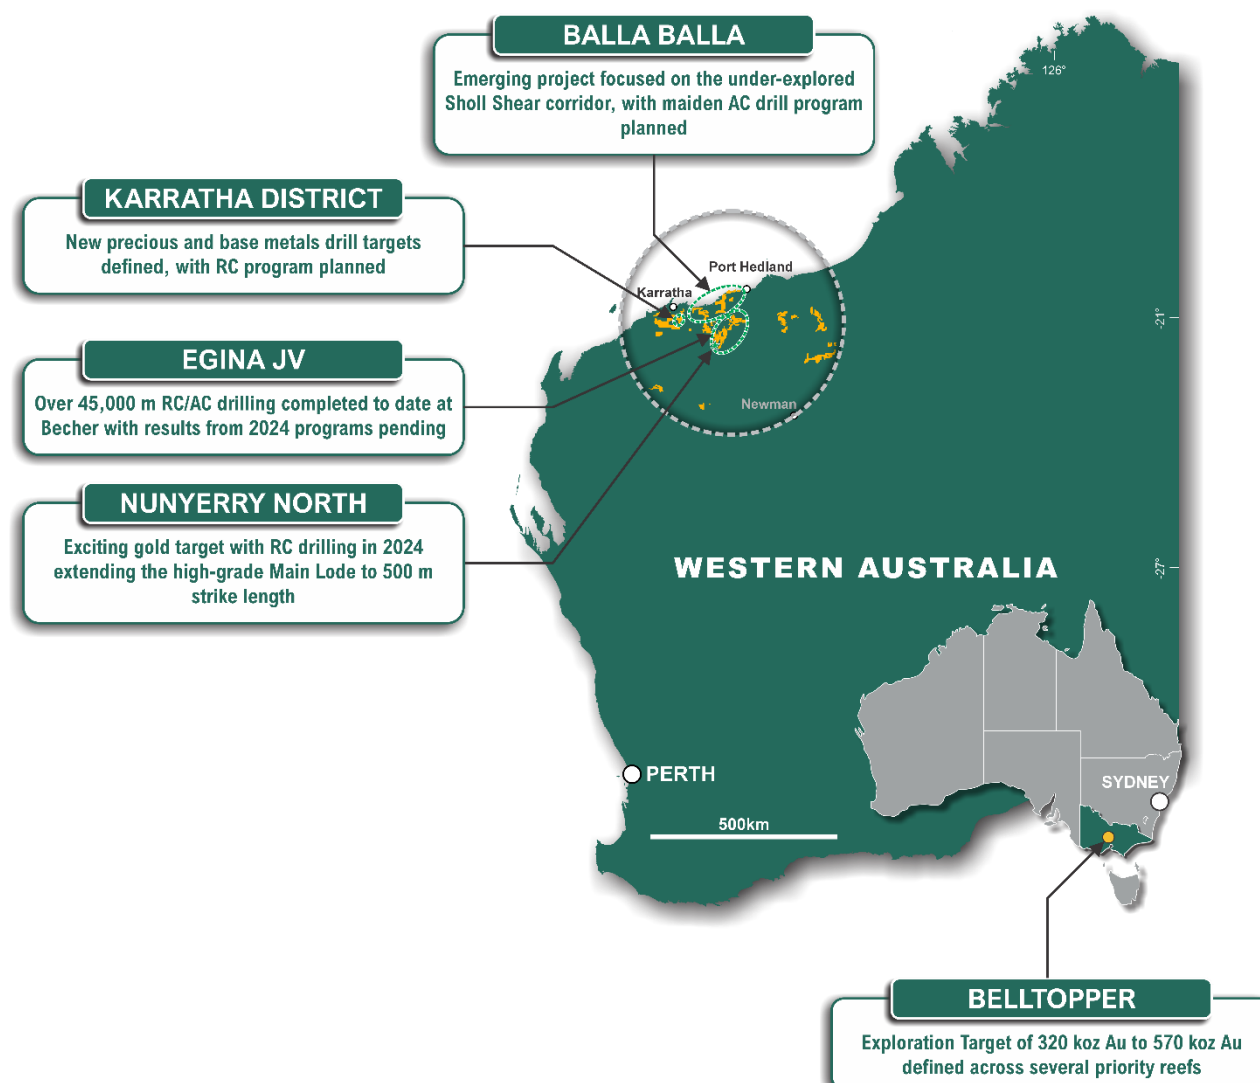 BALLA BALLA
Emerging project focused on the under-explored
Sholl Shear corridor, with maiden AC drill program
planned
126°
KARRATHA DISTRICT
New precious and base metals drill targets
defined, with RC program planned
Port Hedland
Karratha
-21°
EGINA JV
Over 45,000 m RC/AC drilling completed to date at
Becher with results from 2024 programs pending
Newman
NUNYERRY NORTH
Exciting gold target with RC drilling in 2024
extending the high-grade Main Lode to 500 m
strike length
WESTERN AUSTRALIA
-27°
PERTH
SYDNEY
500km
BELLTOPPER
Exploration Target of 320 koz Au to 570 koz Au
defined across several priority reefs